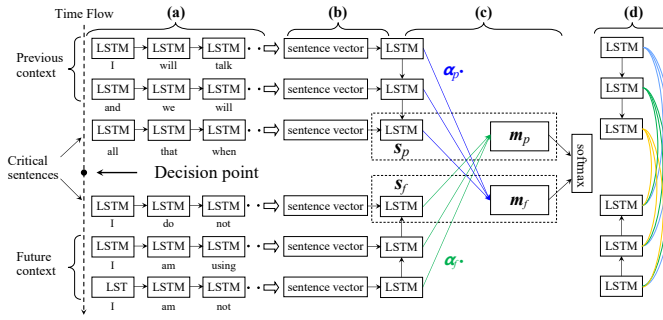 Time Flow (a) (b) (c) (d)
Previous context
LSTM LSTM LSTM · · sentence vector LSTM LSTM
I will talk
α_p·
LSTM LSTM LSTM · · sentence vector LSTM LSTM
and we will
LSTM LSTM LSTM · · sentence vector LSTM m_p LSTM
all that when s_p
Critical sentences
Decision point
softmax
s_f
LSTM LSTM LSTM · · sentence vector LSTM m_f LSTM
I do not
Future context
LSTM LSTM LSTM · · sentence vector LSTM LSTM
I am using
α_f·
LST LSTM LSTM · · sentence vector LSTM LSTM
I am not